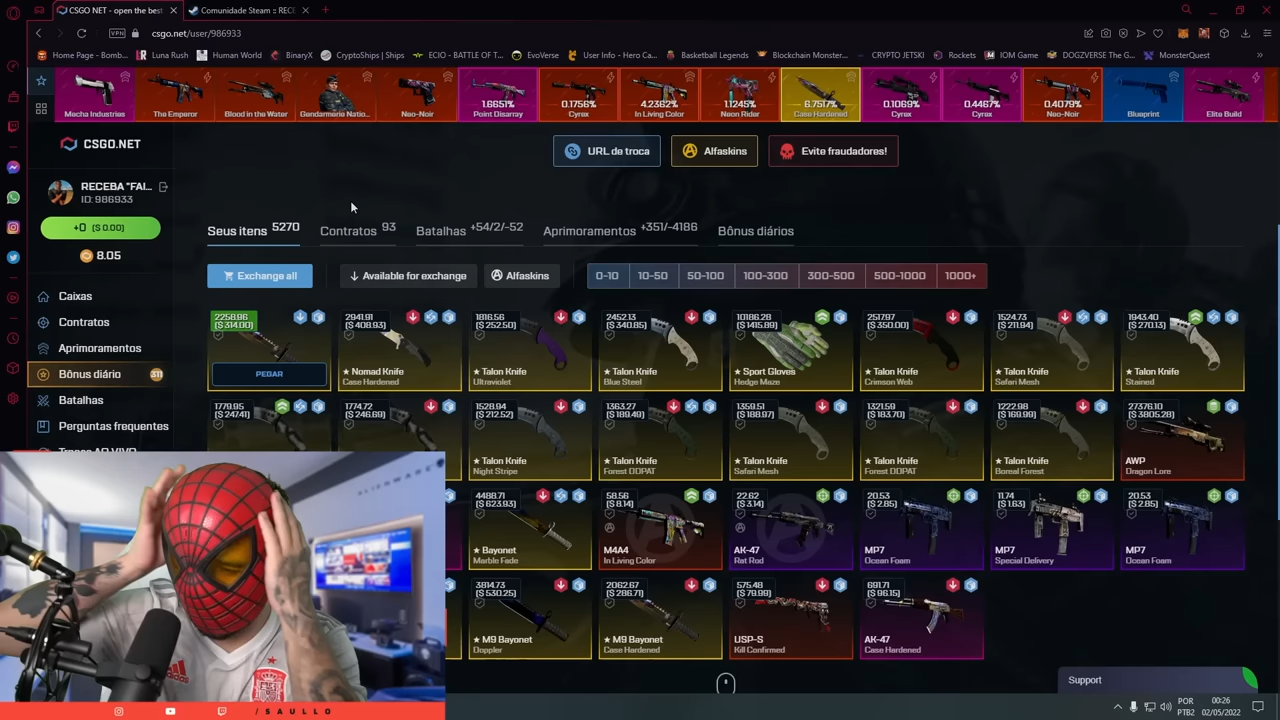 CSGO NET - open the best
Comunidade Steam :: RECE
VPN csgo.net/user/986933
Home Page - Bomb... Luna Rush Human World BinaryX CryptoShips | Ships ECIO - BATTLE OF T... EvoVerse User Info - Hero Ca... Basketball Legends Blockchain Monster... CRYPTO JETSKI Rockets IOM Game DOGZVERSE The G... MonsterQuest
1.6651% 0.1756% 4.2362% 1.1245% 6.7517% 0.1069% 0.4467% 0.4079%
Mecha Industries The Emperor Blood in the Water Gendarmerie Natio... Neo-Noir Point Disarray Cyrex In Living Color Neon Rider Case Hardened Cyrex Cyrex Neo-Noir Blueprint Elite Build
CSGO.NET
URL de troca Alfaskins Evite fraudadores!
RECEBA "FAI...
ID: 986933
+0 ($ 0.00)
8.05
Caixas
Contratos
Aprimoramentos
Bônus diário
Batalhas
Perguntas frequentes
Seus itens 5270 Contratos 93 Batalhas +54/2/-52 Aprimoramentos +351/-4186 Bônus diários
Exchange all Available for exchange Alfaskins 0-10 10-50 50-100 100-300 300-500 500-1000 1000+
2258.96 2941.91 1816.56 2452.13 10186.28 2517.97 1524.73 1943.40
($ 314.00) ($ 408.93) ($ 252.50) ($ 340.85) ($ 1415.89) ($ 350.00) ($ 211.94) ($ 270.13)
PEGAR
★ Nomad Knife ★ Talon Knife ★ Talon Knife ★ Sport Gloves ★ Talon Knife ★ Talon Knife ★ Talon Knife
Case Hardened Ultraviolet Blue Steel Hedge Maze Crimson Web Safari Mesh Stained
1779.95 1774.72 1528.94 1363.27 1359.51 1321.59 1222.98 27376.10
($ 247.41) ($ 246.69) ($ 212.52) ($ 189.49) ($ 188.97) ($ 183.70) ($ 169.99) ($ 3805.28)
★ Talon Knife ★ Talon Knife ★ Talon Knife ★ Talon Knife ★ Talon Knife AWP
Night Stripe Forest DDPAT Safari Mesh Forest DDPAT Boreal Forest Dragon Lore
4488.71 58.56 22.62 20.53 11.74 20.53
($ 623.93) ($ 8.14) ($ 3.14) ($ 2.85) ($ 1.63) ($ 2.85)
★ Bayonet M4A4 AK-47 MP7 MP7 MP7
Marble Fade In Living Color Rat Rod Ocean Foam Special Delivery Ocean Foam
3814.73 2062.67 575.48 691.71
($ 530.25) ($ 286.71) ($ 79.99) ($ 96.15)
★ M9 Bayonet ★ M9 Bayonet USP-S AK-47
Doppler Case Hardened Kill Confirmed Case Hardened
ALIENWARE
Support
/SAULLO
POR 00:26
PTB2 02/05/2022